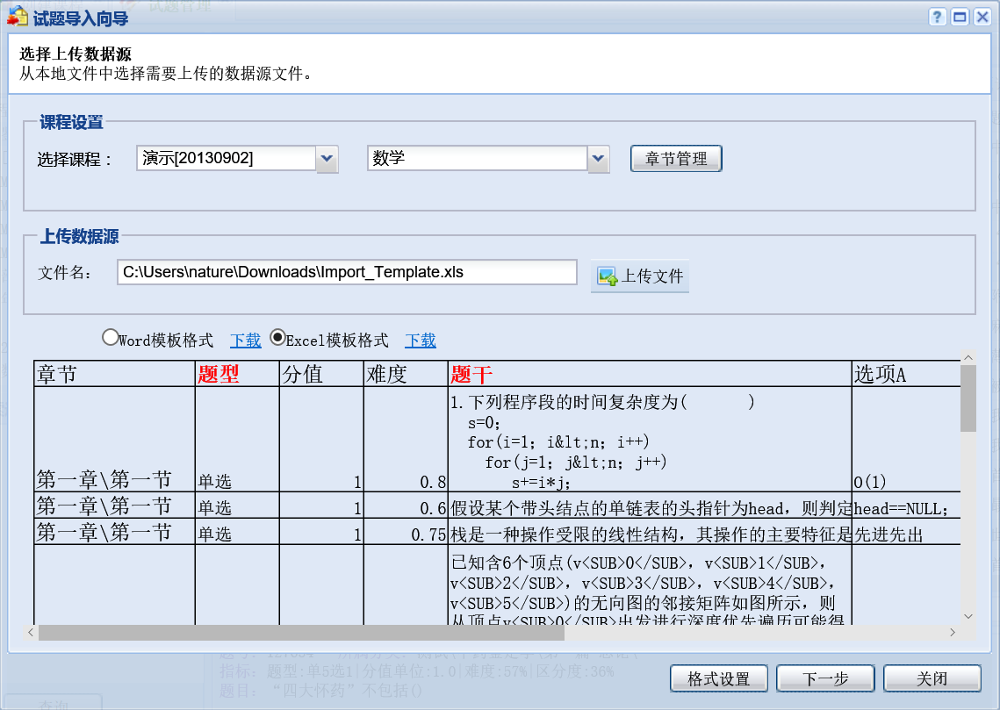 试题导入向导
选择上传数据源
从本地文件中选择需要上传的数据源文件。
课程设置
选择课程： 演示[20130902] 数学 章节管理
上传数据源
文件名： C:\Users\nature\Downloads\Import_Template.xls 上传文件
Word模板格式 下载 Excel模板格式 下载
章节 题型 分值 难度 题干 选项A
1.下列程序段的时间复杂度为( )
s=0；
for(i=1；i&lt;n；i++)
for(j=1；j&lt;n；j++)
第一章\第一节 单选 1 0.8 s+=i*j； O(1)
第一章\第一节 单选 1 0.6 假设某个带头结点的单链表的头指针为head，则判定 head==NULL；
第一章\第一节 单选 1 0.75 栈是一种操作受限的线性结构，其操作的主要特征是 先进先出
已知含6个顶点(v<SUB>0</SUB>，v<SUB>1</SUB>，
v<SUB>2</SUB>，v<SUB>3</SUB>，v<SUB>4</SUB>，
v<SUB>5</SUB>)的无向图的邻接矩阵如图所示，则
从顶点v<SUB>0</SUB>出发进行深度优先遍历可能得
指标：题型:单5选1|分值单位:1.0|难度:57%|区分度:36%
题目：“四大怀药”不包括()
查询
格式设置 下一步 关闭